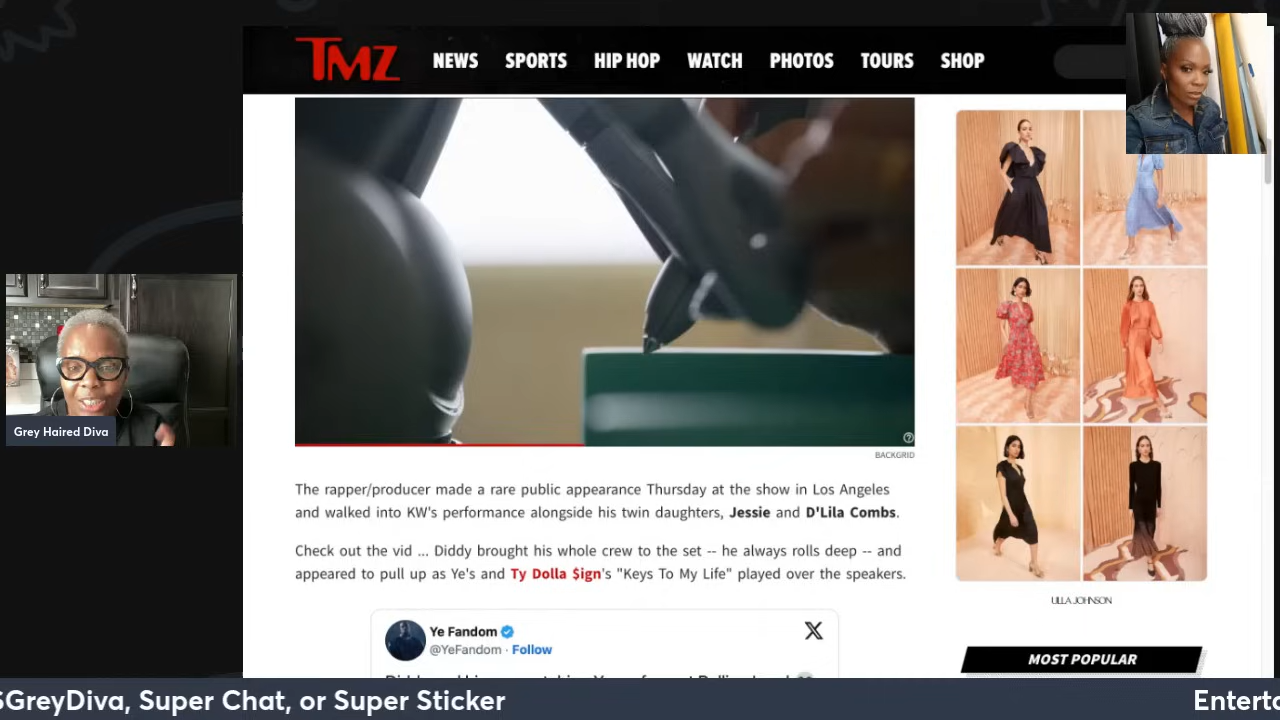 TMZ
NEWS SPORTS HIP HOP WATCH PHOTOS TOURS SHOP
Grey Haired Diva
BACKGRID
The rapper/producer made a rare public appearance Thursday at the show in Los Angeles
and walked into KW's performance alongside his twin daughters, Jessie and D'Lila Combs.
Check out the vid ... Diddy brought his whole crew to the set -- he always rolls deep -- and
appeared to pull up as Ye's and Ty Dolla $ign's "Keys To My Life" played over the speakers.
ULLA JOHNSON
Ye Fandom
@YeFandom · Follow
X
MOST POPULAR
$GreyDiva, Super Chat, or Super Sticker